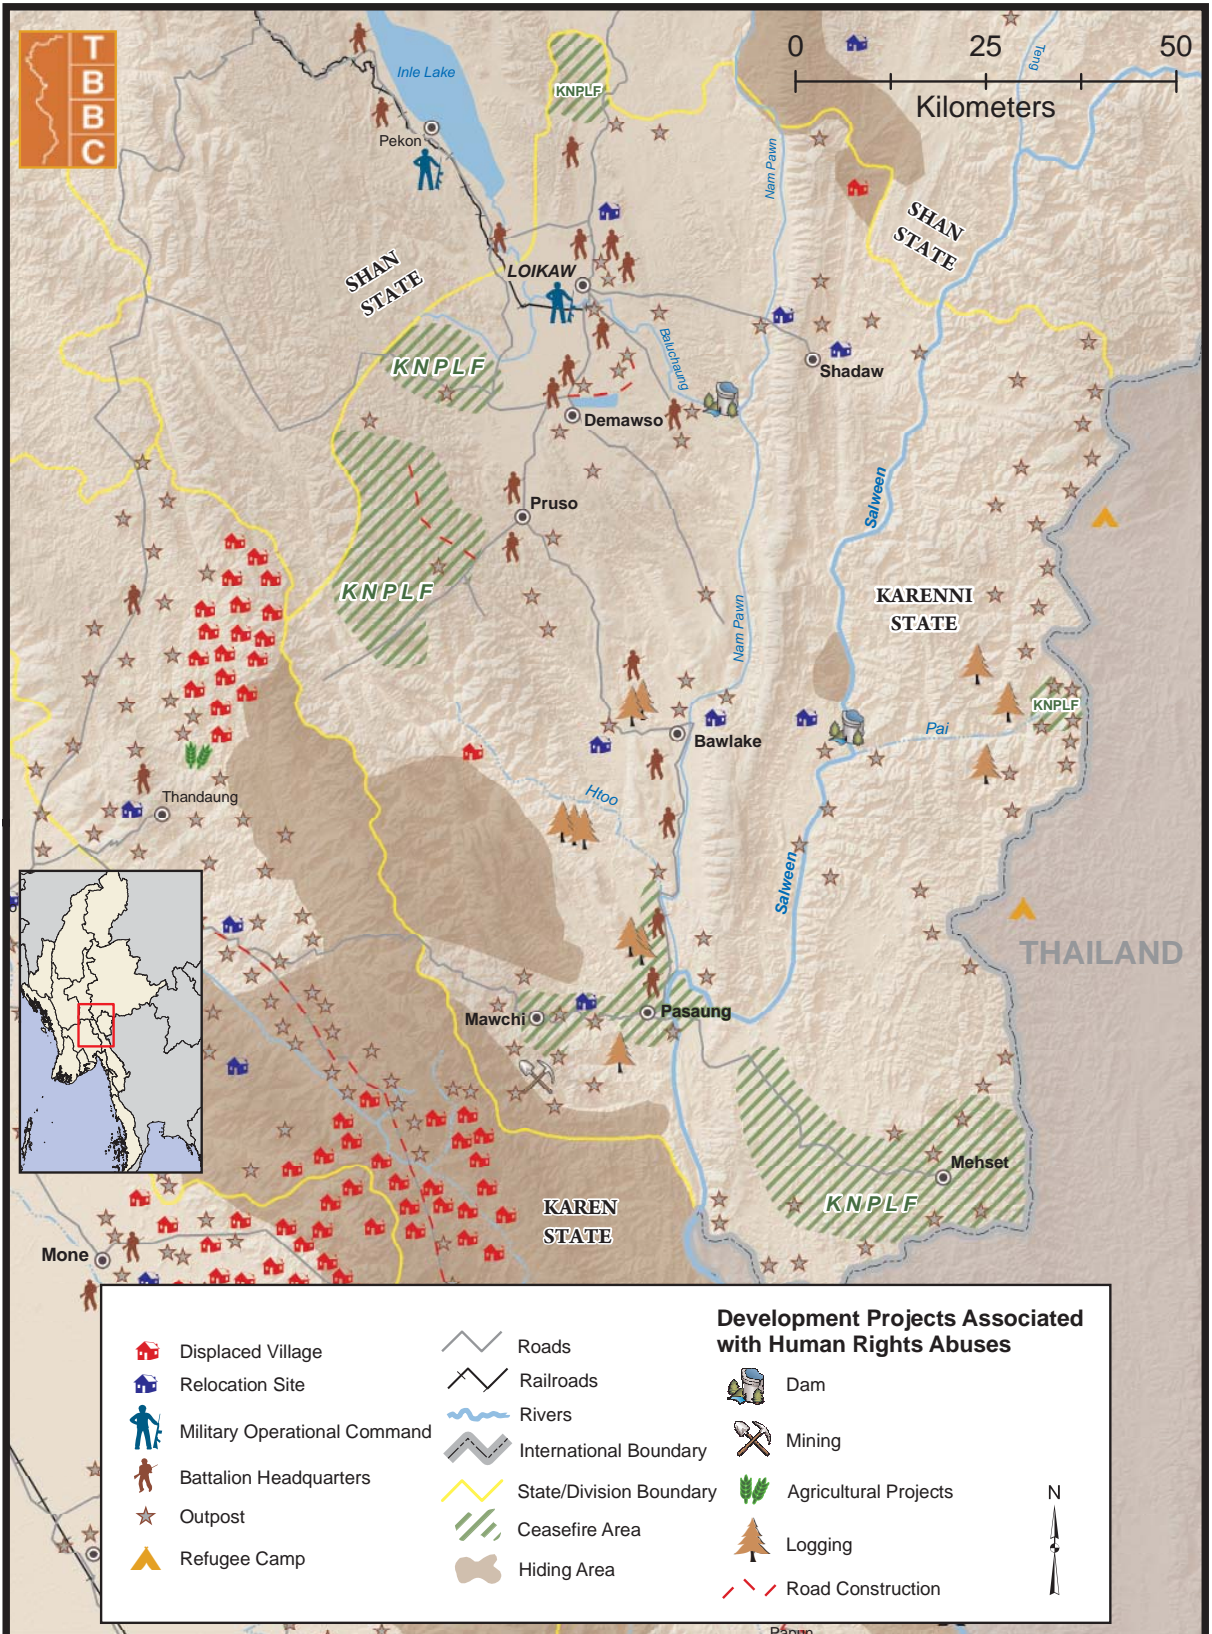 T
B
B
C
0 25 50
Kilometers
Inle Lake
KNPLF
Teng
Pekon
Nam Pawn
SHAN
STATE
SHAN
STATE
LOIKAW
Baluchaung
KNPLF
Shadaw
Demawso
Salween
Pruso
KNPLF
KARENNI
STATE
Nam Pawn
KNPLF
Pai
Bawlake
Htoo
Thandaung
Salween
THAILAND
Mawchi
Pasaung
Mehset
KNPLF
KAREN
STATE
Mone
Displaced Village
Relocation Site
Military Operational Command
Battalion Headquarters
Outpost
Refugee Camp
Roads
Railroads
Rivers
International Boundary
State/Division Boundary
Ceasefire Area
Hiding Area
Development Projects Associated
with Human Rights Abuses
Dam
Mining
Agricultural Projects
Logging
Road Construction
N